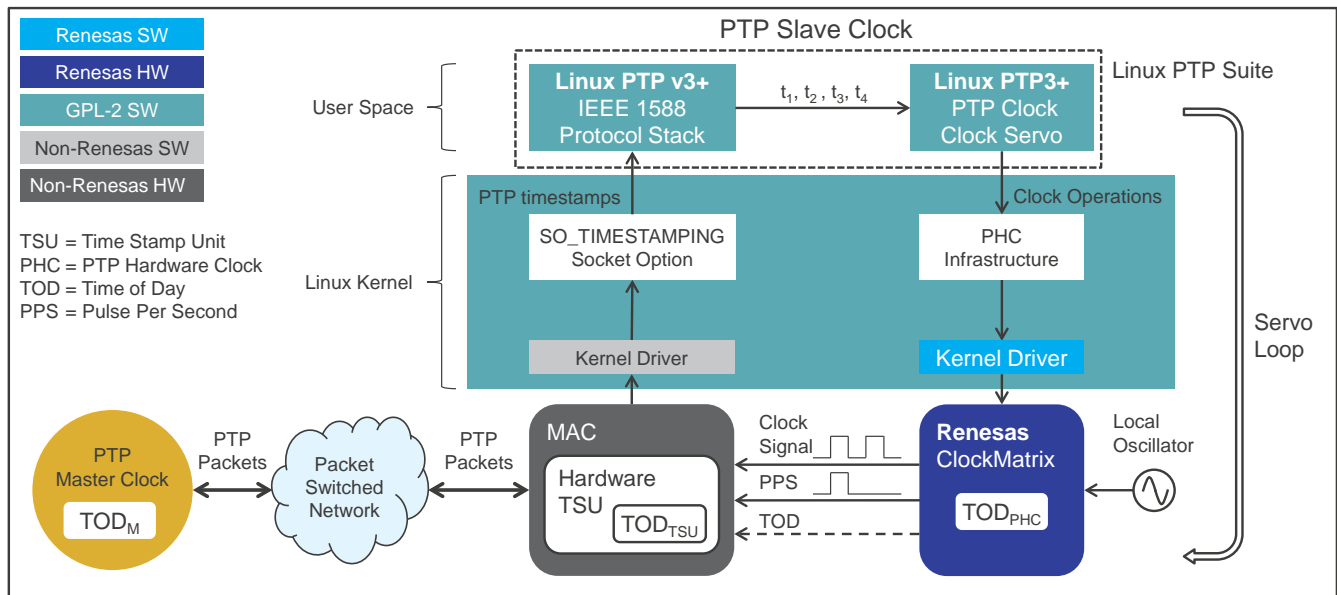 Renesas SW
Renesas HW
GPL-2 SW
Non-Renesas SW
Non-Renesas HW
TSU = Time Stamp Unit
PHC = PTP Hardware Clock
TOD = Time of Day
PPS = Pulse Per Second
PTP Slave Clock
Linux PTP Suite
User Space
Linux PTP v3+
IEEE 1588
Protocol Stack
t₁, t₂ , t₃, t₄
Linux PTP3+
PTP Clock
Clock Servo
Linux Kernel
PTP timestamps
Clock Operations
SO_TIMESTAMPING
Socket Option
PHC
Infrastructure
Kernel Driver
Kernel Driver
Servo
Loop
PTP
Master Clock
TOD_M
PTP
Packets
Packet
Switched
Network
PTP
Packets
MAC
Hardware
TSU
TOD_TSU
Clock
Signal
PPS
TOD
Renesas
ClockMatrix
TOD_PHC
Local
Oscillator